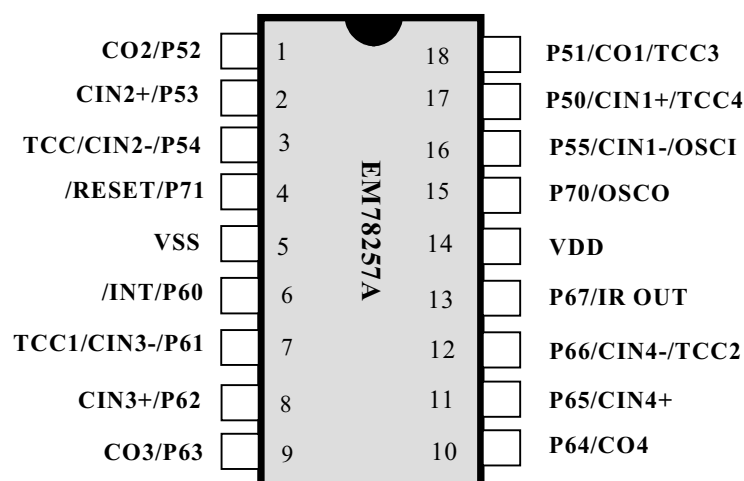 CO2/P52 1 18 P51/CO1/TCC3
CIN2+/P53 2 17 P50/CIN1+/TCC4
TCC/CIN2-/P54 3 16 P55/CIN1-/OSCI
/RESET/P71 4 15 P70/OSCO
VSS 5 14 VDD
/INT/P60 6 13 P67/IR OUT
TCC1/CIN3-/P61 7 12 P66/CIN4-/TCC2
CIN3+/P62 8 11 P65/CIN4+
CO3/P63 9 10 P64/CO4
EM78257A